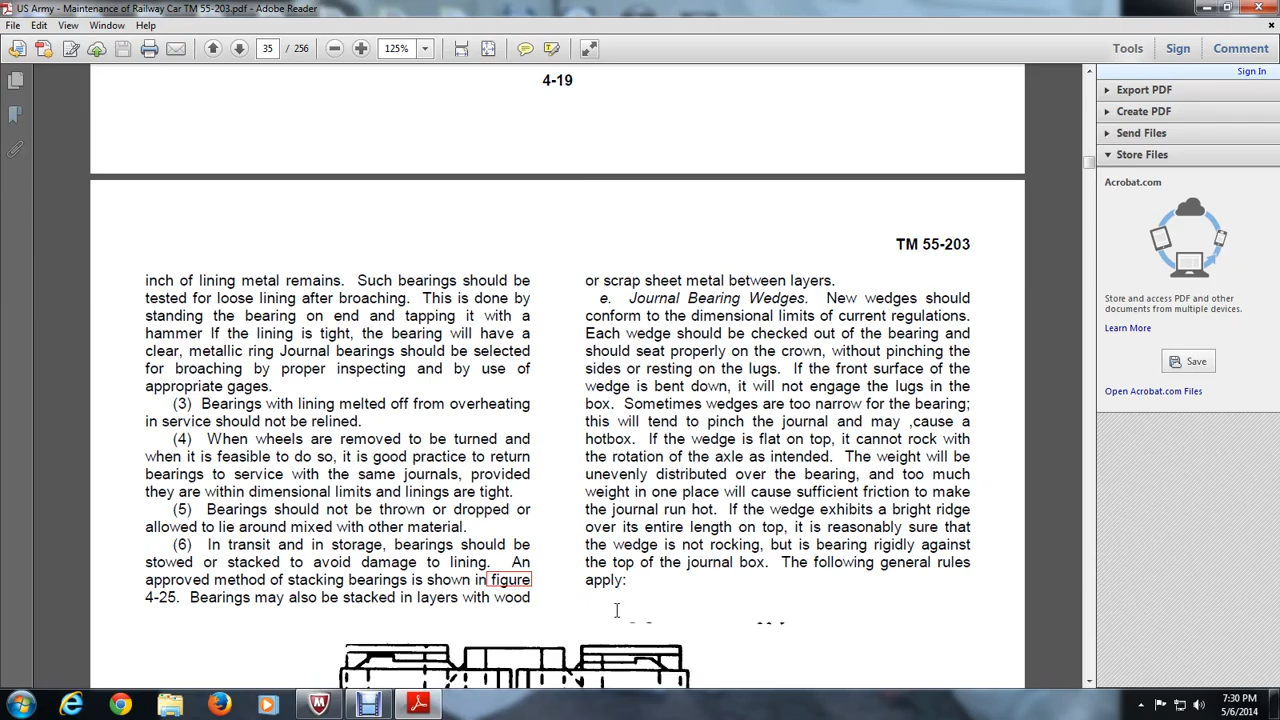 US Army - Maintenance of Railway Car TM 55-203.pdf - Adobe Reader
File Edit View Window Help
35 / 256 125% Tools Sign Comment
Sign In
Export PDF
Create PDF
Send Files
Store Files
Acrobat.com
Store and access PDF and other
documents from multiple devices.
Learn More
Save
Open Acrobat.com Files
4-19
TM 55-203
inch of lining metal remains. Such bearings should be
tested for loose lining after broaching. This is done by
standing the bearing on end and tapping it with a
hammer If the lining is tight, the bearing will have a
clear, metallic ring Journal bearings should be selected
for broaching by proper inspecting and by use of
appropriate gages.
(3) Bearings with lining melted off from overheating
in service should not be relined.
(4) When wheels are removed to be turned and
when it is feasible to do so, it is good practice to return
bearings to service with the same journals, provided
they are within dimensional limits and linings are tight.
(5) Bearings should not be thrown or dropped or
allowed to lie around mixed with other material.
(6) In transit and in storage, bearings should be
stowed or stacked to avoid damage to lining. An
approved method of stacking bearings is shown in figure
4-25. Bearings may also be stacked in layers with wood
or scrap sheet metal between layers.
e. Journal Bearing Wedges. New wedges should
conform to the dimensional limits of current regulations.
Each wedge should be checked out of the bearing and
should seat properly on the crown, without pinching the
sides or resting on the lugs. If the front surface of the
wedge is bent down, it will not engage the lugs in the
box. Sometimes wedges are too narrow for the bearing;
this will tend to pinch the journal and may ,cause a
hotbox. If the wedge is flat on top, it cannot rock with
the rotation of the axle as intended. The weight will be
unevenly distributed over the bearing, and too much
weight in one place will cause sufficient friction to make
the journal run hot. If the wedge exhibits a bright ridge
over its entire length on top, it is reasonably sure that
the wedge is not rocking, but is bearing rigidly against
the top of the journal box. The following general rules
apply:
7:30 PM
5/6/2014